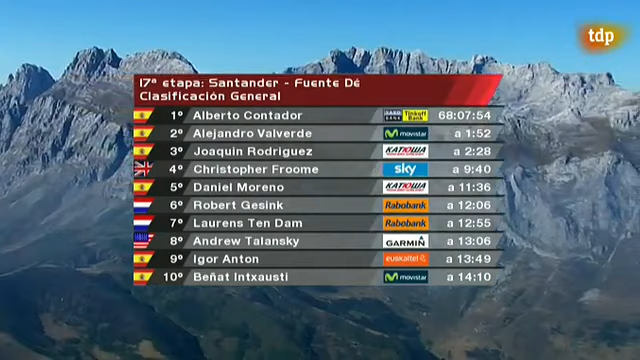 tdp
17ª etapa: Santander - Fuente Dé
Clasificación General
1º Alberto Contador SAXO BANK Tinkoff Bank 68:07:54
2º Alejandro Valverde movistar a 1:52
3º Joaquin Rodriguez KATIOWA a 2:28
4º Christopher Froome sky a 9:40
5º Daniel Moreno KATIOWA a 11:36
6º Robert Gesink Rabobank a 12:06
7º Laurens Ten Dam Rabobank a 12:55
8º Andrew Talansky GARMIN a 13:06
9º Igor Anton euskaltel a 13:49
10º Beñat Intxausti movistar a 14:10